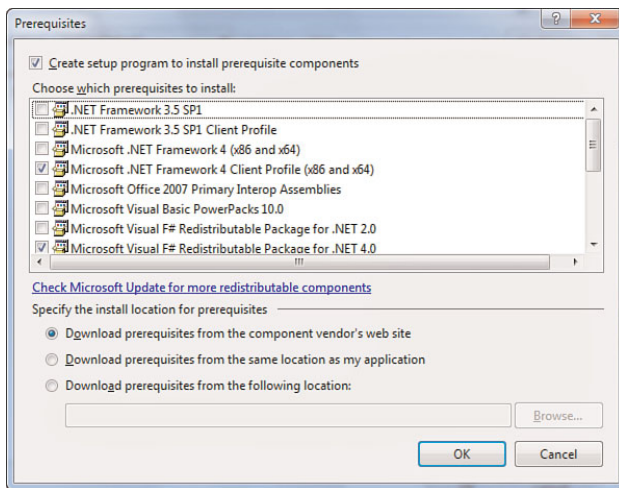 Prerequisites
Create setup program to install prerequisite components
Choose which prerequisites to install:
.NET Framework 3.5 SP1
.NET Framework 3.5 SP1 Client Profile
Microsoft .NET Framework 4 (x86 and x64)
Microsoft .NET Framework 4 Client Profile (x86 and x64)
Microsoft Office 2007 Primary Interop Assemblies
Microsoft Visual Basic PowerPacks 10.0
Microsoft Visual F# Redistributable Package for .NET 2.0
Microsoft Visual F# Redistributable Package for .NET 4.0
Check Microsoft Update for more redistributable components
Specify the install location for prerequisites
Download prerequisites from the component vendor's web site
Download prerequisites from the same location as my application
Download prerequisites from the following location:
Browse...
OK Cancel